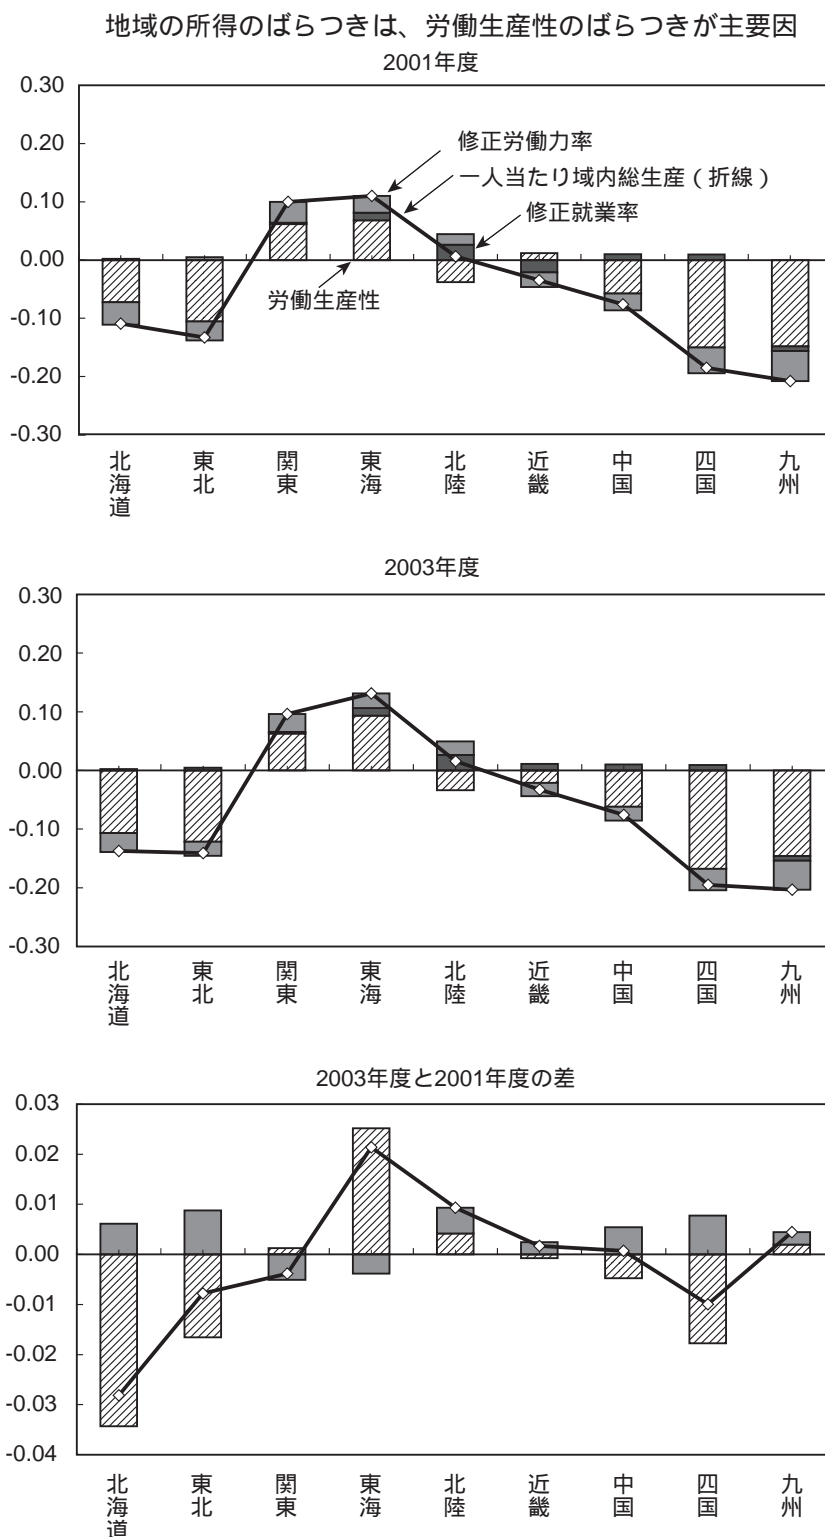 地域の所得のばらつきは、労働生産性のばらつきが主要因
2001年度
0.30
0.20
0.10
0.00
-0.10
-0.20
-0.30
修正労働力率
一人当たり域内総生産(折線)
修正就業率
労働生産性
北海道
東北
関東
東海
北陸
近畿
中国
四国
九州
2003年度
0.30
0.20
0.10
0.00
-0.10
-0.20
-0.30
北海道
東北
関東
東海
北陸
近畿
中国
四国
九州
2003年度と2001年度の差
0.03
0.02
0.01
0.00
-0.01
-0.02
-0.03
-0.04
北海道
東北
関東
東海
北陸
近畿
中国
四国
九州